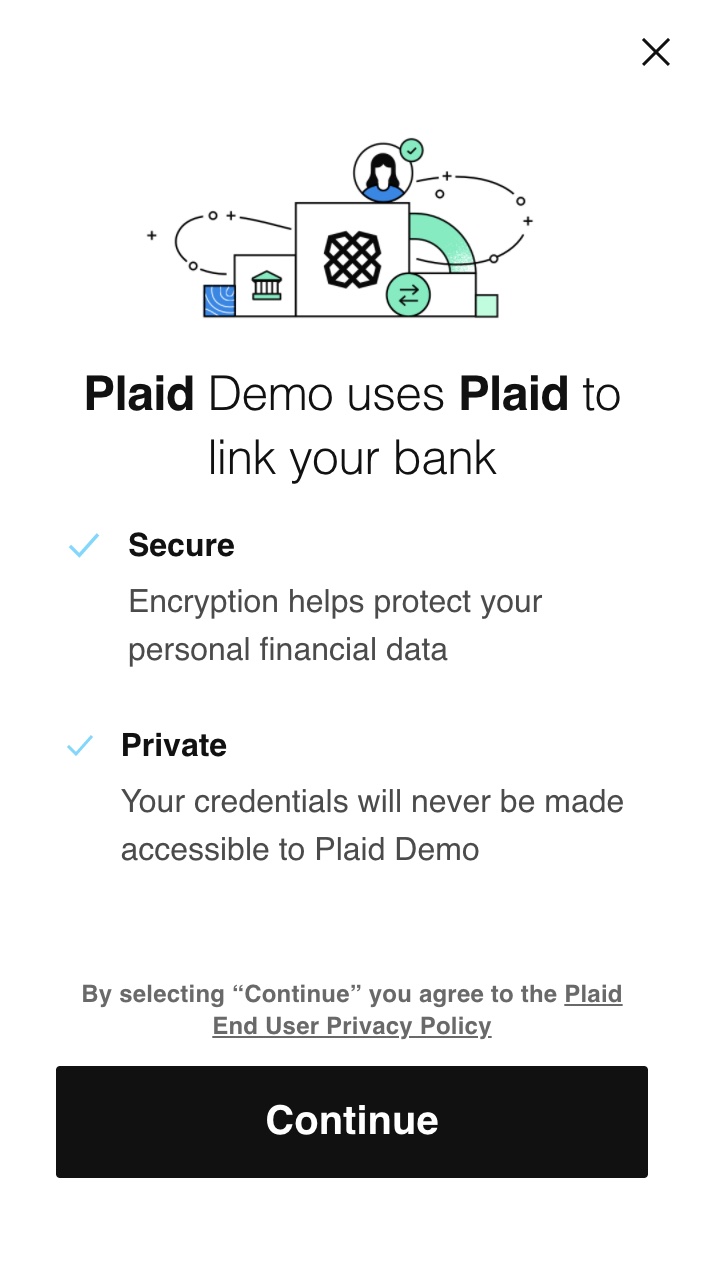 Plaid Demo uses Plaid to
link your bank
Secure
Encryption helps protect your
personal financial data
Private
Your credentials will never be made
accessible to Plaid Demo
By selecting “Continue” you agree to the Plaid
End User Privacy Policy
Continue